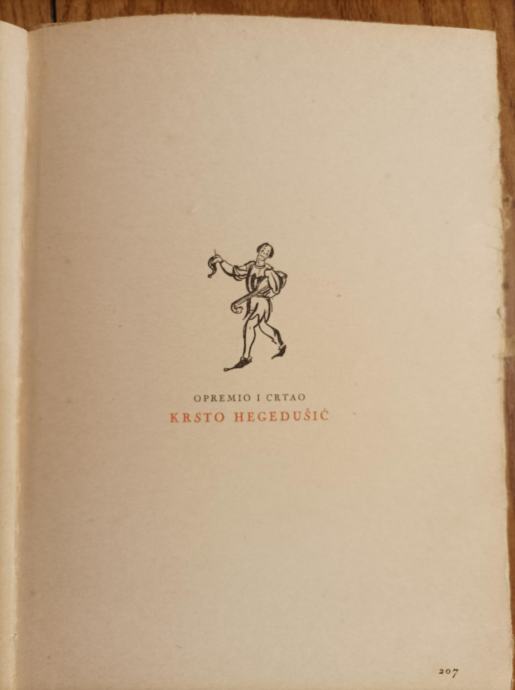 OPREMIO I CRTAO
KRSTO HEGEDUŠIĆ
207